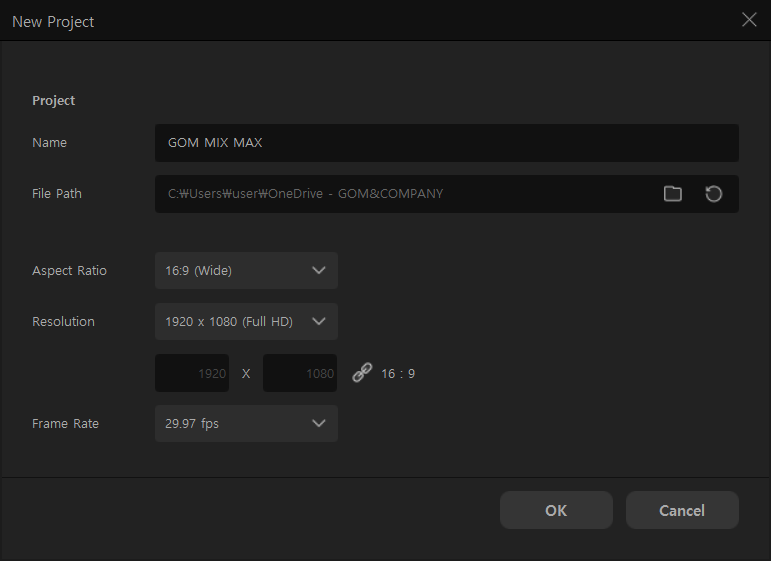 New Project
Project
Name GOM MIX MAX
File Path C:₩Users₩user₩OneDrive - GOM&COMPANY
Aspect Ratio 16:9 (Wide)
Resolution 1920 x 1080 (Full HD)
1920 X 1080 16 : 9
Frame Rate 29.97 fps
OK Cancel